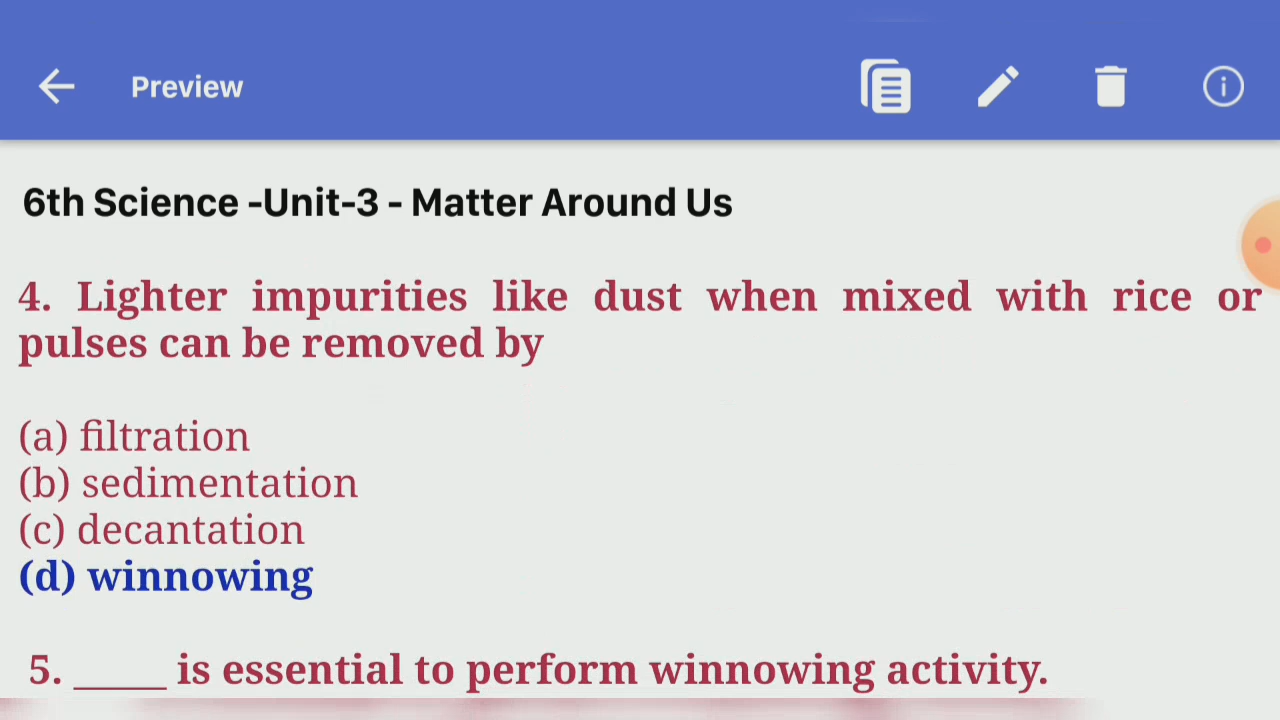 Preview
6th Science -Unit-3 - Matter Around Us
4. Lighter impurities like dust when mixed with rice or
pulses can be removed by
(a) filtration
(b) sedimentation
(c) decantation
(d) winnowing
5. _____ is essential to perform winnowing activity.